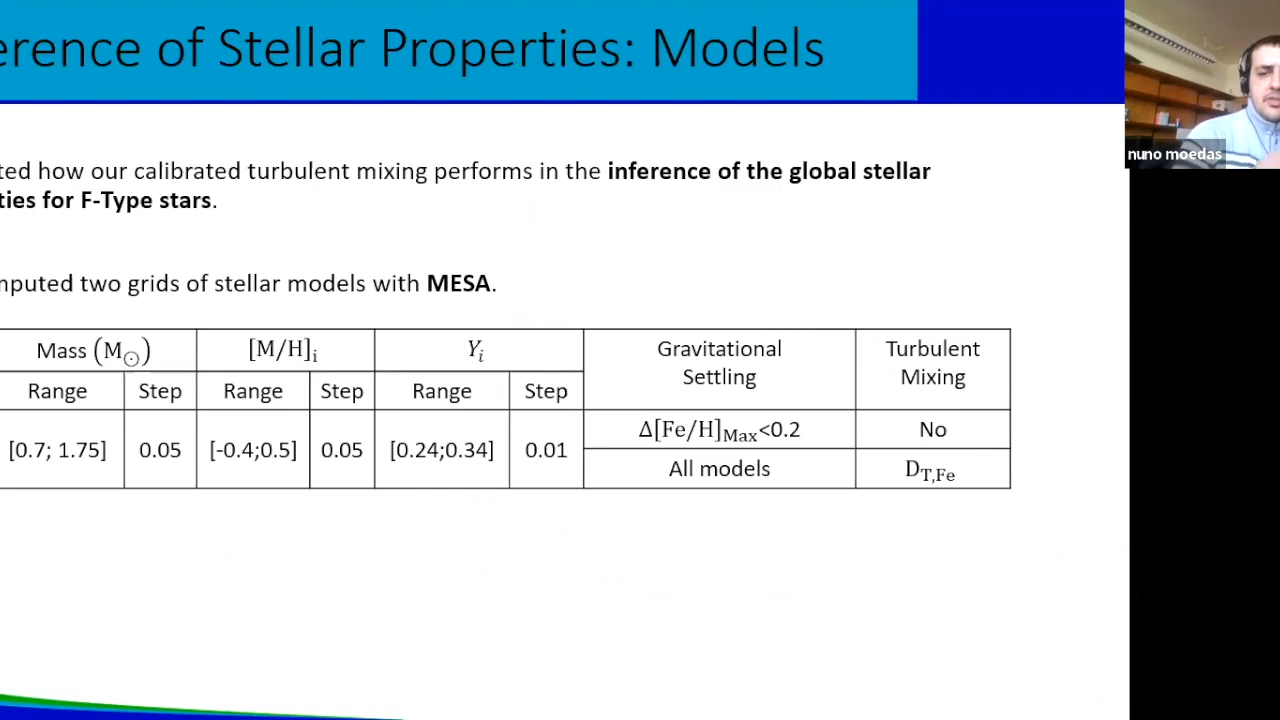 erence of Stellar Properties: Models
nuno moedas
ted how our calibrated turbulent mixing performs in the inference of the global stellar
ties for F-Type stars.
mputed two grids of stellar models with MESA.
Mass (M☉) [M/H]i Yi Gravitational Settling Turbulent Mixing
Range Step Range Step Range Step
[0.7; 1.75] 0.05 [-0.4;0.5] 0.05 [0.24;0.34] 0.01
Δ[Fe/H]Max<0.2 No
All models DT,Fe